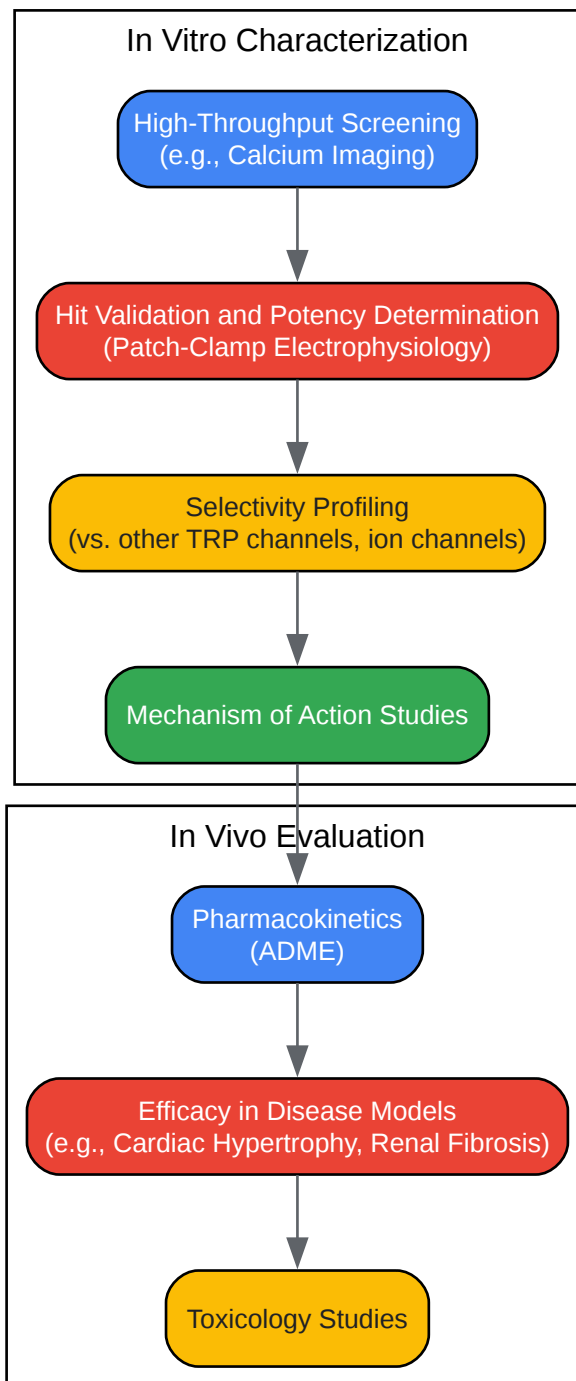 In Vitro Characterization
High-Throughput Screening
(e.g., Calcium Imaging)
Hit Validation and Potency Determination
(Patch-Clamp Electrophysiology)
Selectivity Profiling
(vs. other TRP channels, ion channels)
Mechanism of Action Studies
In Vivo Evaluation
Pharmacokinetics
(ADME)
Efficacy in Disease Models
(e.g., Cardiac Hypertrophy, Renal Fibrosis)
Toxicology Studies